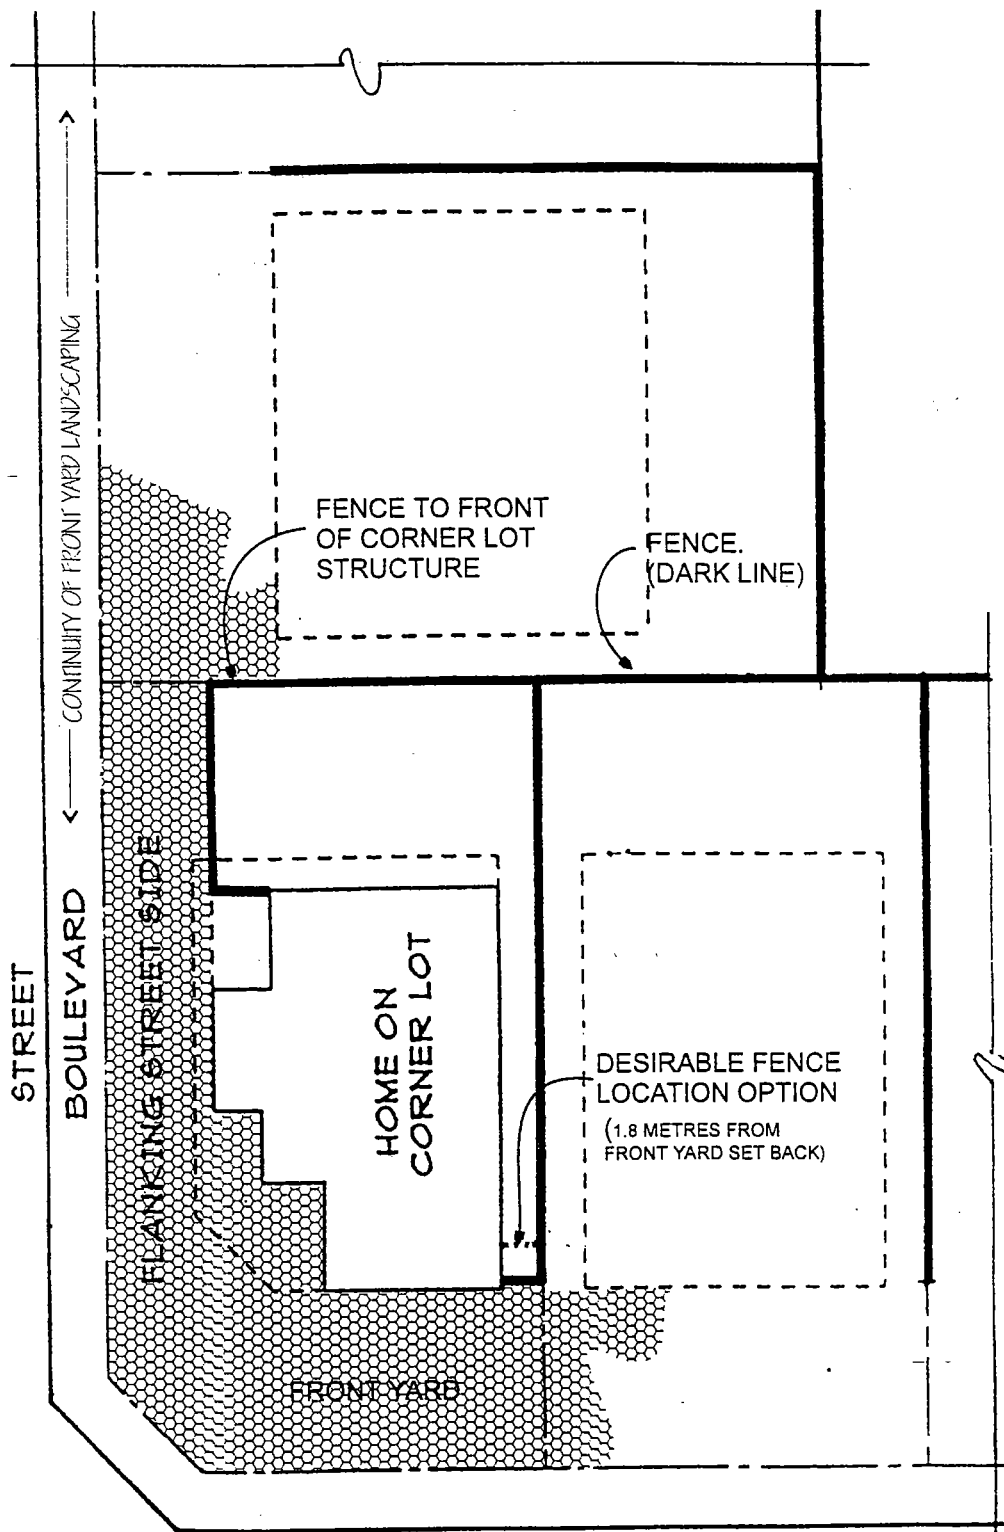 CONTINUITY OF FRONT YARD LANDSCAPING
FENCE TO FRONT
OF CORNER LOT
STRUCTURE
FENCE.
(DARK LINE)
STREET
BOULEVARD
FLANKING STREET SIDE
HOME ON
CORNER LOT
DESIRABLE FENCE
LOCATION OPTION
(1.8 METRES FROM
FRONT YARD SET BACK)
FRONT YARD